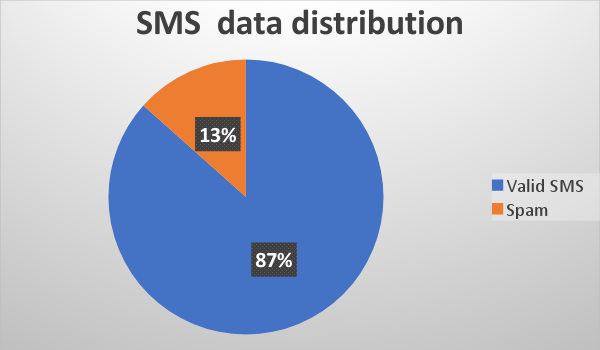 SMS  data distribution
13%
87%
Valid SMS
Spam